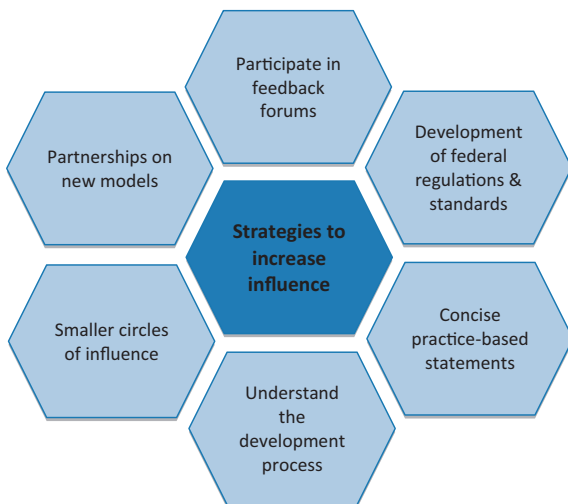 Participate in
feedback
forums
Development
of federal
regulations &
standards
Concise
practice-based
statements
Understand
the
development
process
Smaller circles
of influence
Partnerships on
new models
Strategies to
increase
influence